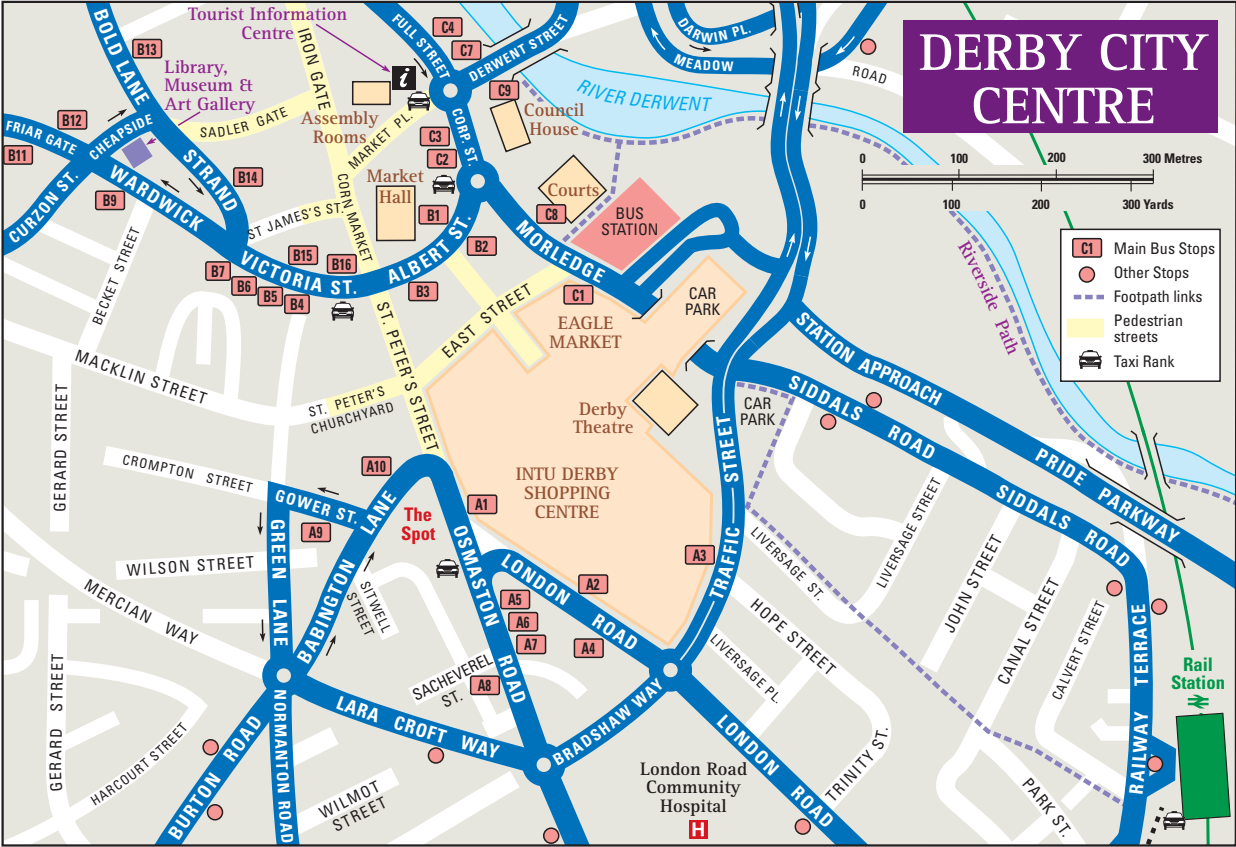 DERBY CITY
CENTRE
Tourist Information
Centre
i
Library,
Museum &
Art Gallery
BOLD LANE
B13
IRON GATE
FULL STREET
C4
C7
DERWENT STREET
DARWIN PL.
MEADOW
ROAD
RIVER DERWENT
B12
FRIAR GATE
B11
CHEAPSIDE
SADLER GATE
Assembly
Rooms
MARKET PL.
C9
Council
House
CORP. ST.
C3
C2
CURZON ST.
STRAND
B14
B9
WARDWICK
CORN MARKET
Market
Hall
B1
Courts
C8
BUS
STATION
0 100 200 300 Metres
0 100 200 300 Yards
ST JAMES'S ST.
ALBERT ST.
B2
MORLEDGE
BECKET STREET
B7
B6
B5
B4
B15
B16
VICTORIA ST.
B3
C1
CAR
PARK
EAGLE
MARKET
Riverside Path
C1
Main Bus Stops
Other Stops
Footpath links
Pedestrian
streets
Taxi Rank
ST. PETER'S STREET
EAST STREET
MACKLIN STREET
ST. PETER'S
CHURCHYARD
Derby
Theatre
CAR
PARK
STATION APPROACH
SIDDALS ROAD
PRIDE PARKWAY
SIDDALS ROAD
GERARD STREET
CROMPTON STREET
A10
GOWER ST.
A9
The
Spot
A1
INTU DERBY
SHOPPING
CENTRE
TRAFFIC STREET
A3
GREEN LANE
BABINGTON LANE
OSMASTON ROAD
WILSON STREET
SITWELL
STREET
LONDON ROAD
A2
A5
A6
A7
A4
A8
LIVERSAGE ST.
LIVERSAGE STREET
JOHN STREET
CANAL STREET
CALVERT STREET
HOPE STREET
LIVERSAGE PL.
MERCIAN WAY
SACHEVEREL
ST.
RAILWAY TERRACE
Rail
Station
GERARD STREET
HARCOURT STREET
BURTON ROAD
NORMANTON ROAD
LARA CROFT WAY
BRADSHAW WAY
LONDON ROAD
TRINITY ST.
PARK ST.
WILMOT
STREET
London Road
Community
Hospital
H